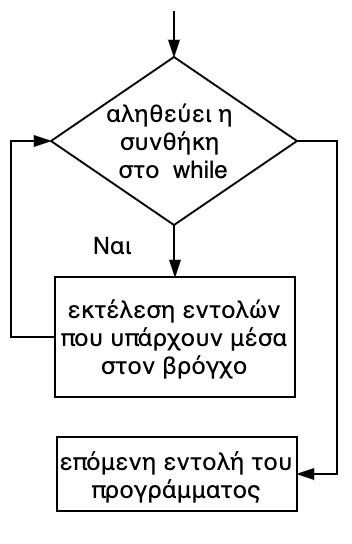 αληθεύει η
συνθήκη
στο while
Ναι
εκτέλεση εντολών
που υπάρχουν μέσα
στον βρόγχο
επόμενη εντολή του
προγράμματος